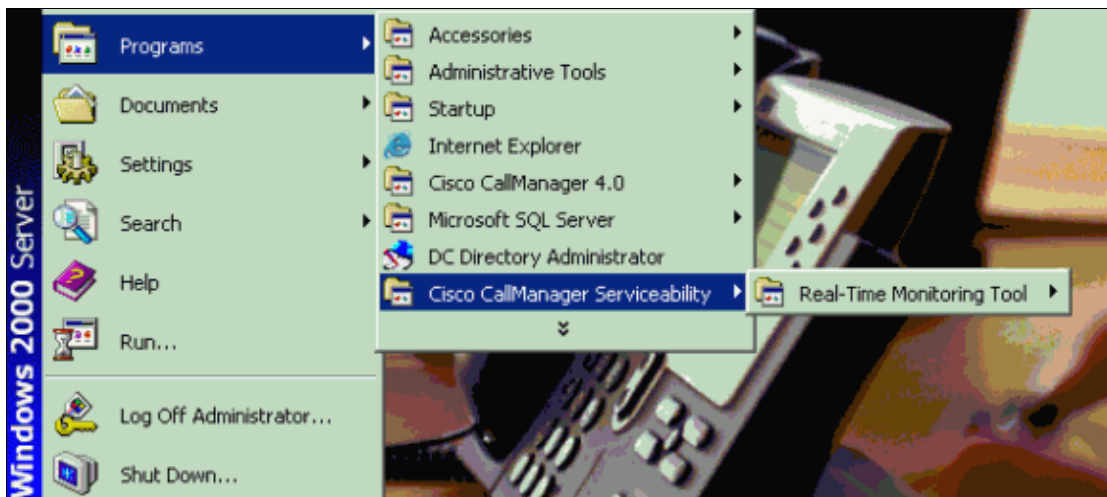 Windows 2000 Server
Programs
Documents
Settings
Search
Help
Run...
Log Off Administrator...
Shut Down...
Accessories
Administrative Tools
Startup
Internet Explorer
Cisco CallManager 4.0
Microsoft SQL Server
DC Directory Administrator
Cisco CallManager Serviceability
Real-Time Monitoring Tool